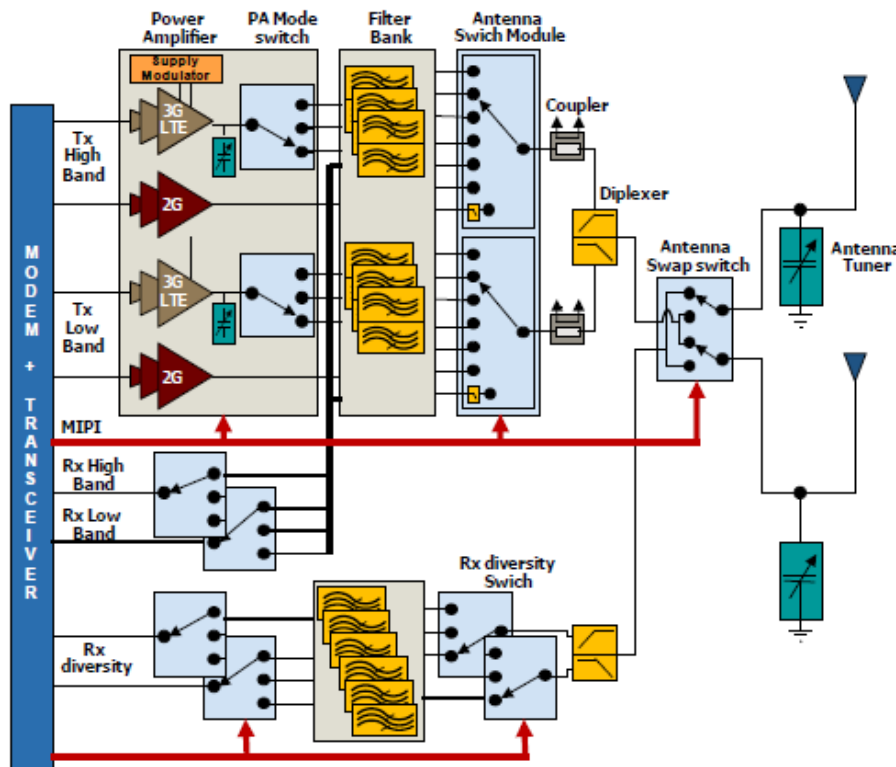 Power
Amplifier
PA Mode
switch
Filter
Bank
Antenna
Swich Module
Supply
Modulator
3G
LTE
Coupler
Tx
High
Band
2G
Diplexer
Antenna
Swap switch
Antenna
Tuner
3G
LTE
Tx
Low
Band
2G
MODEM + TRANSCEIVER
MIPI
Rx High
Band
Rx Low
Band
Rx diversity
Swich
Rx
diversity